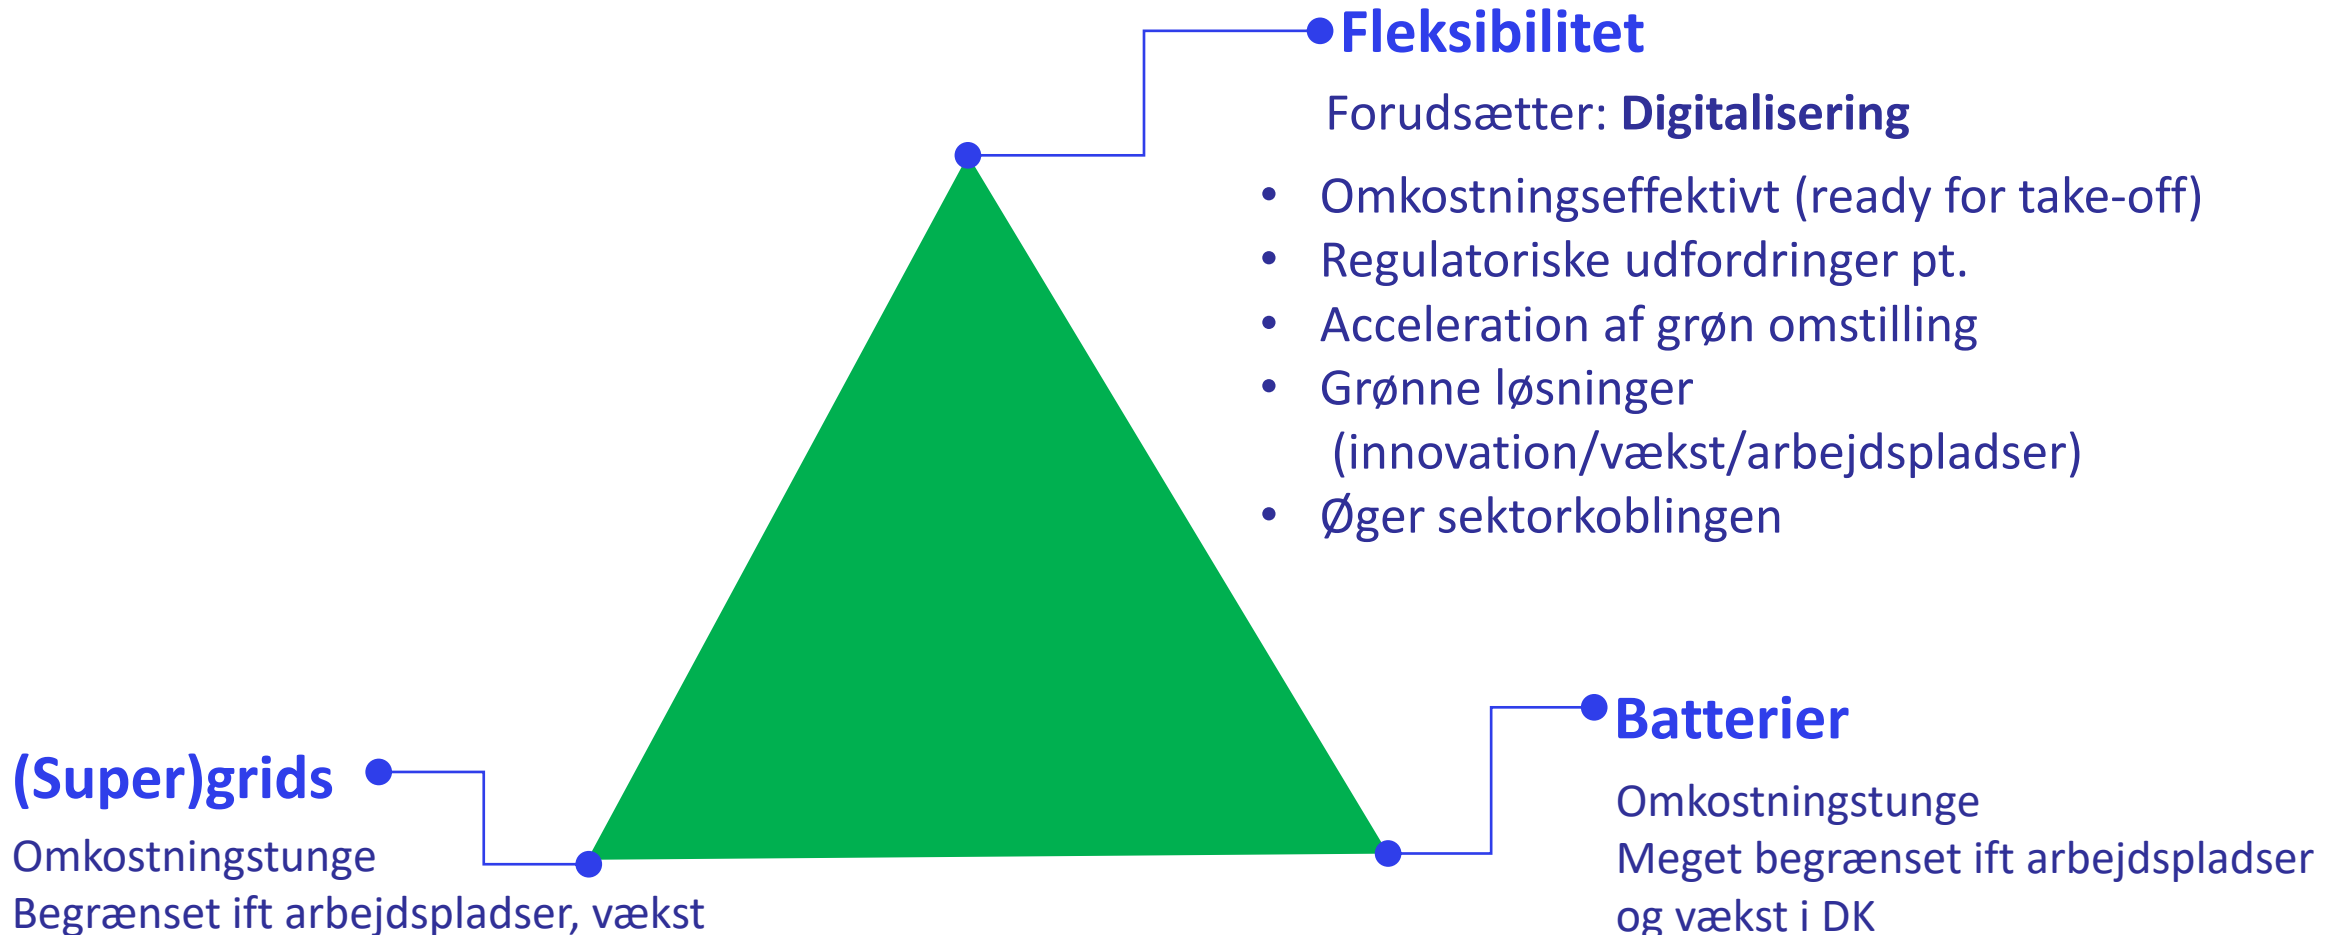 Fleksibilitet
Forudsætter: Digitalisering
• Omkostningseffektivt (ready for take-off)
• Regulatoriske udfordringer pt.
• Acceleration af grøn omstilling
• Grønne løsninger
(innovation/vækst/arbejdspladser)
• Øger sektorkoblingen
(Super)grids
Omkostningstunge
Begrænset ift arbejdspladser, vækst
Batterier
Omkostningstunge
Meget begrænset ift arbejdspladser
og vækst i DK